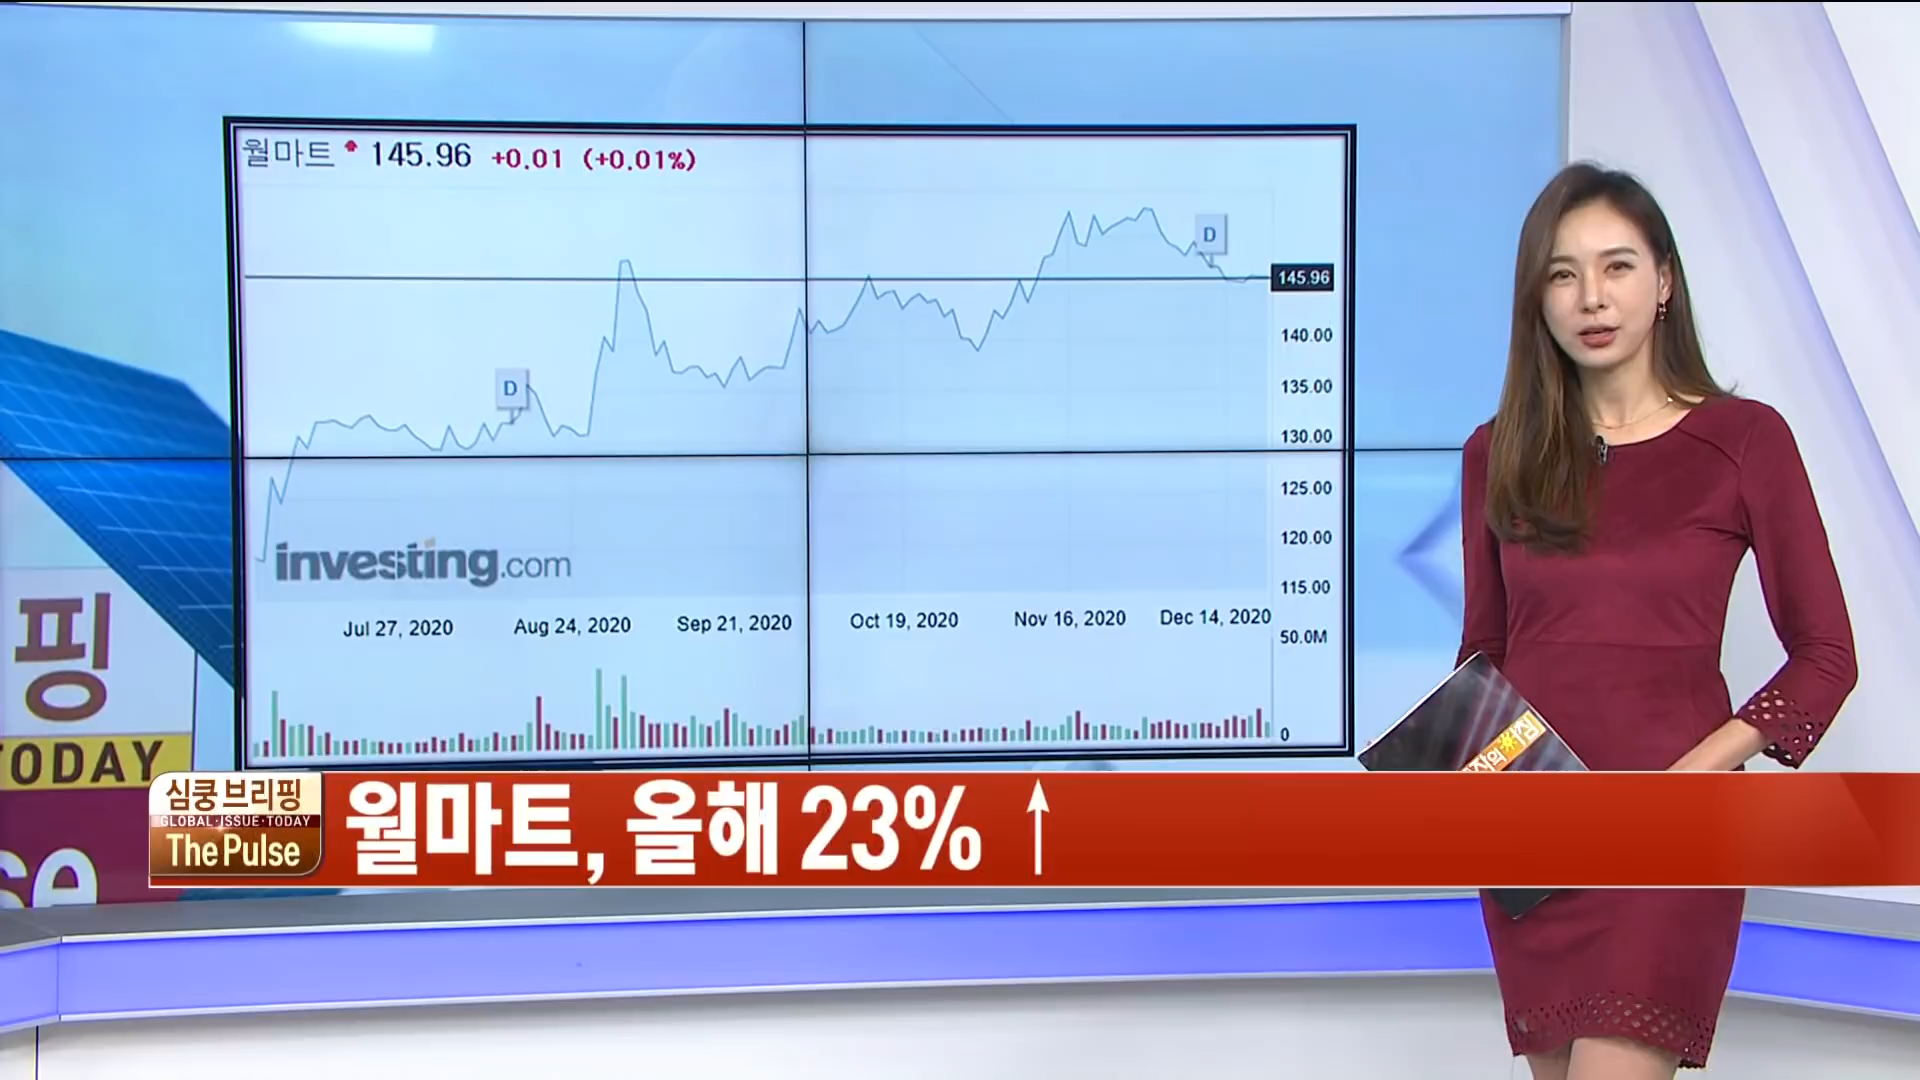 월마트 145.96 +0.01 (+0.01%)
D
D
145.96
140.00
135.00
130.00
125.00
120.00
115.00
investing.com
Jul 27, 2020 Aug 24, 2020 Sep 21, 2020 Oct 19, 2020 Nov 16, 2020 Dec 14, 2020
50.0M
0
핑
TODAY
se
심쿵 브리핑
GLOBAL·ISSUE·TODAY
The Pulse
월마트, 올해 23% ↑